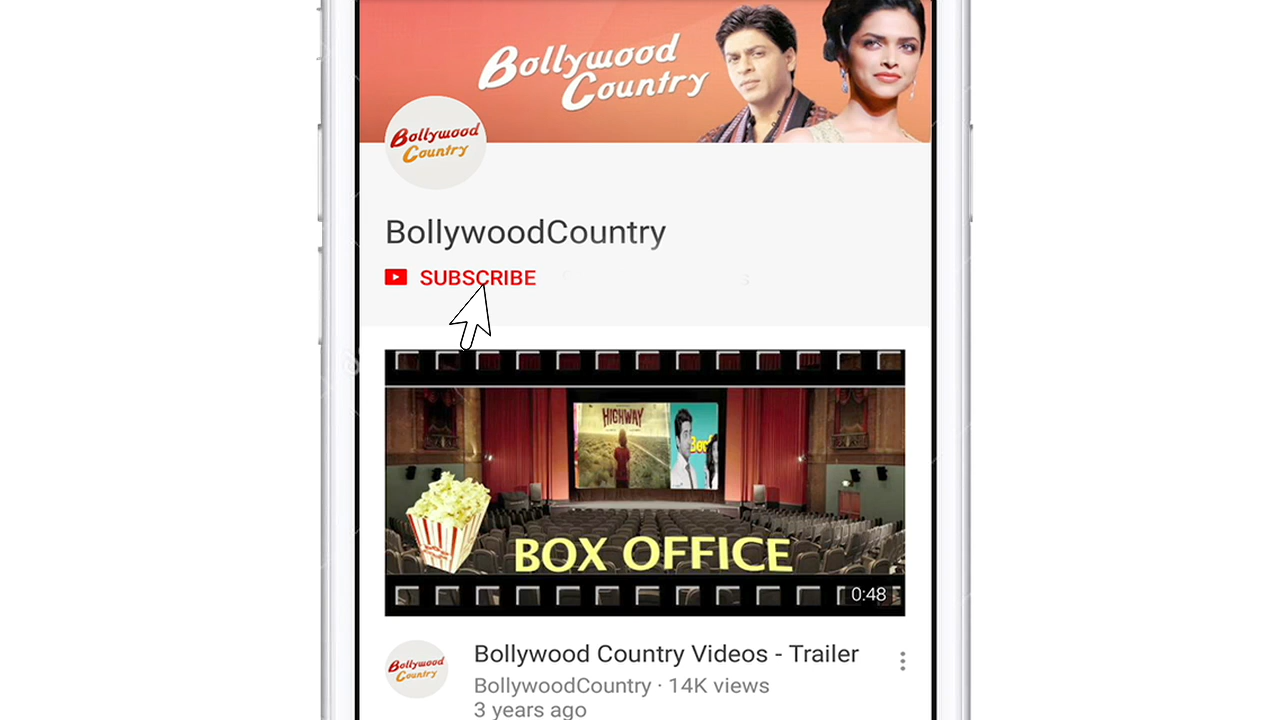 Bollywood
Country
Bollywood
Country
BollywoodCountry
SUBSCRIBE
HIGHWAY
BOX OFFICE
0:48
Bollywood
Country
Bollywood Country Videos - Trailer
BollywoodCountry · 14K views
3 years ago